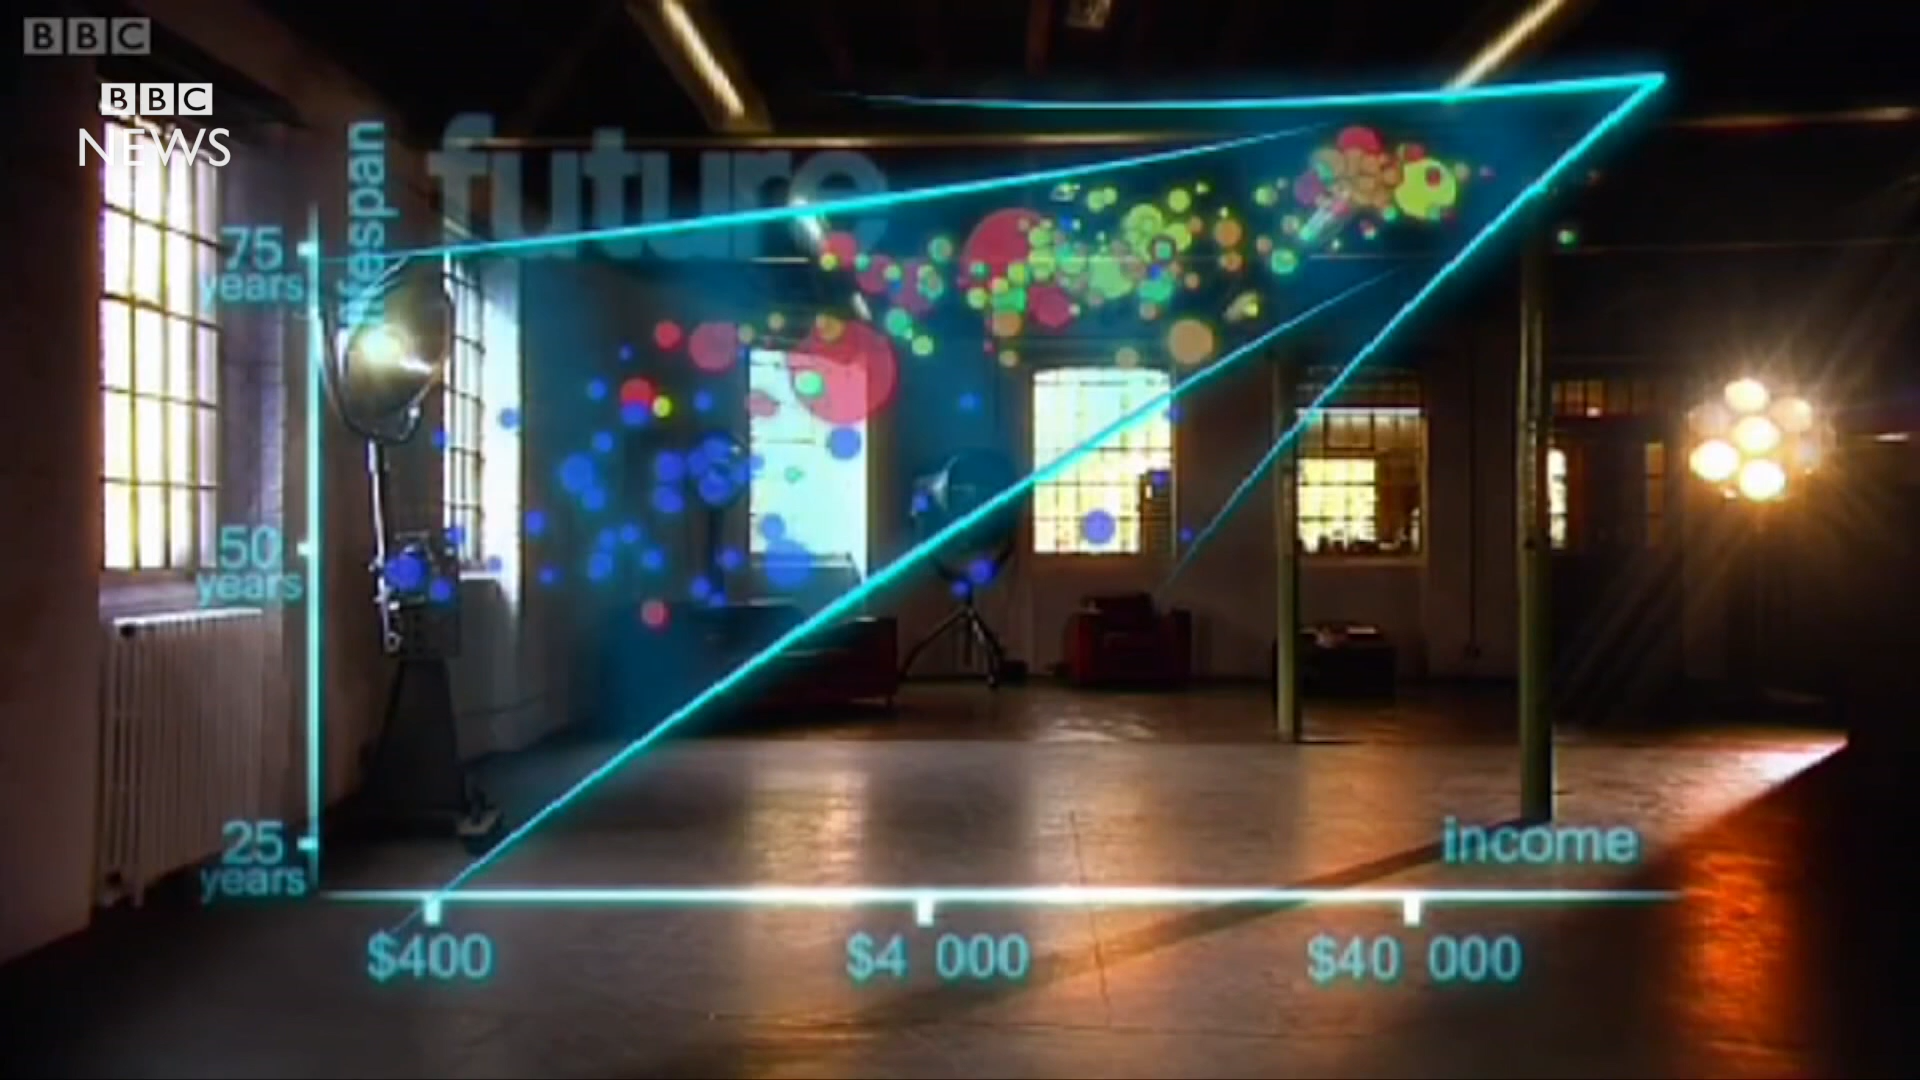 BBC
BBC
NEWS
lifespan
future
75
years
50
years
25
years
income
$400
$4 000
$40 000